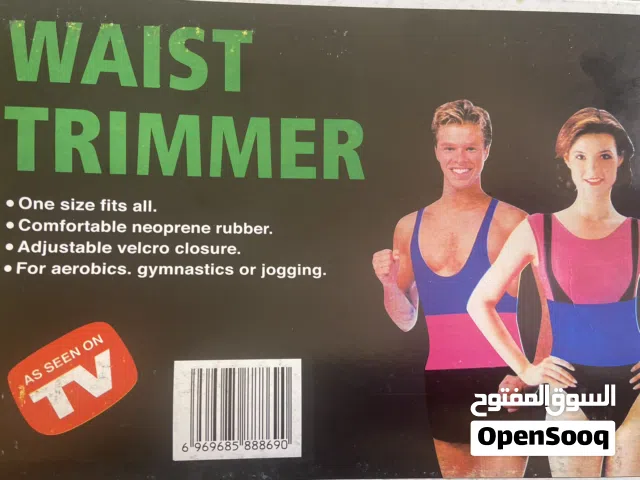 WAIST
TRIMMER
• One size fits all.
• Comfortable neoprene rubber.
• Adjustable velcro closure.
• For aerobics. gymnastics or jogging.
AS SEEN ON
TV
6 969685 888690
السوق المفتوح
OpenSooq